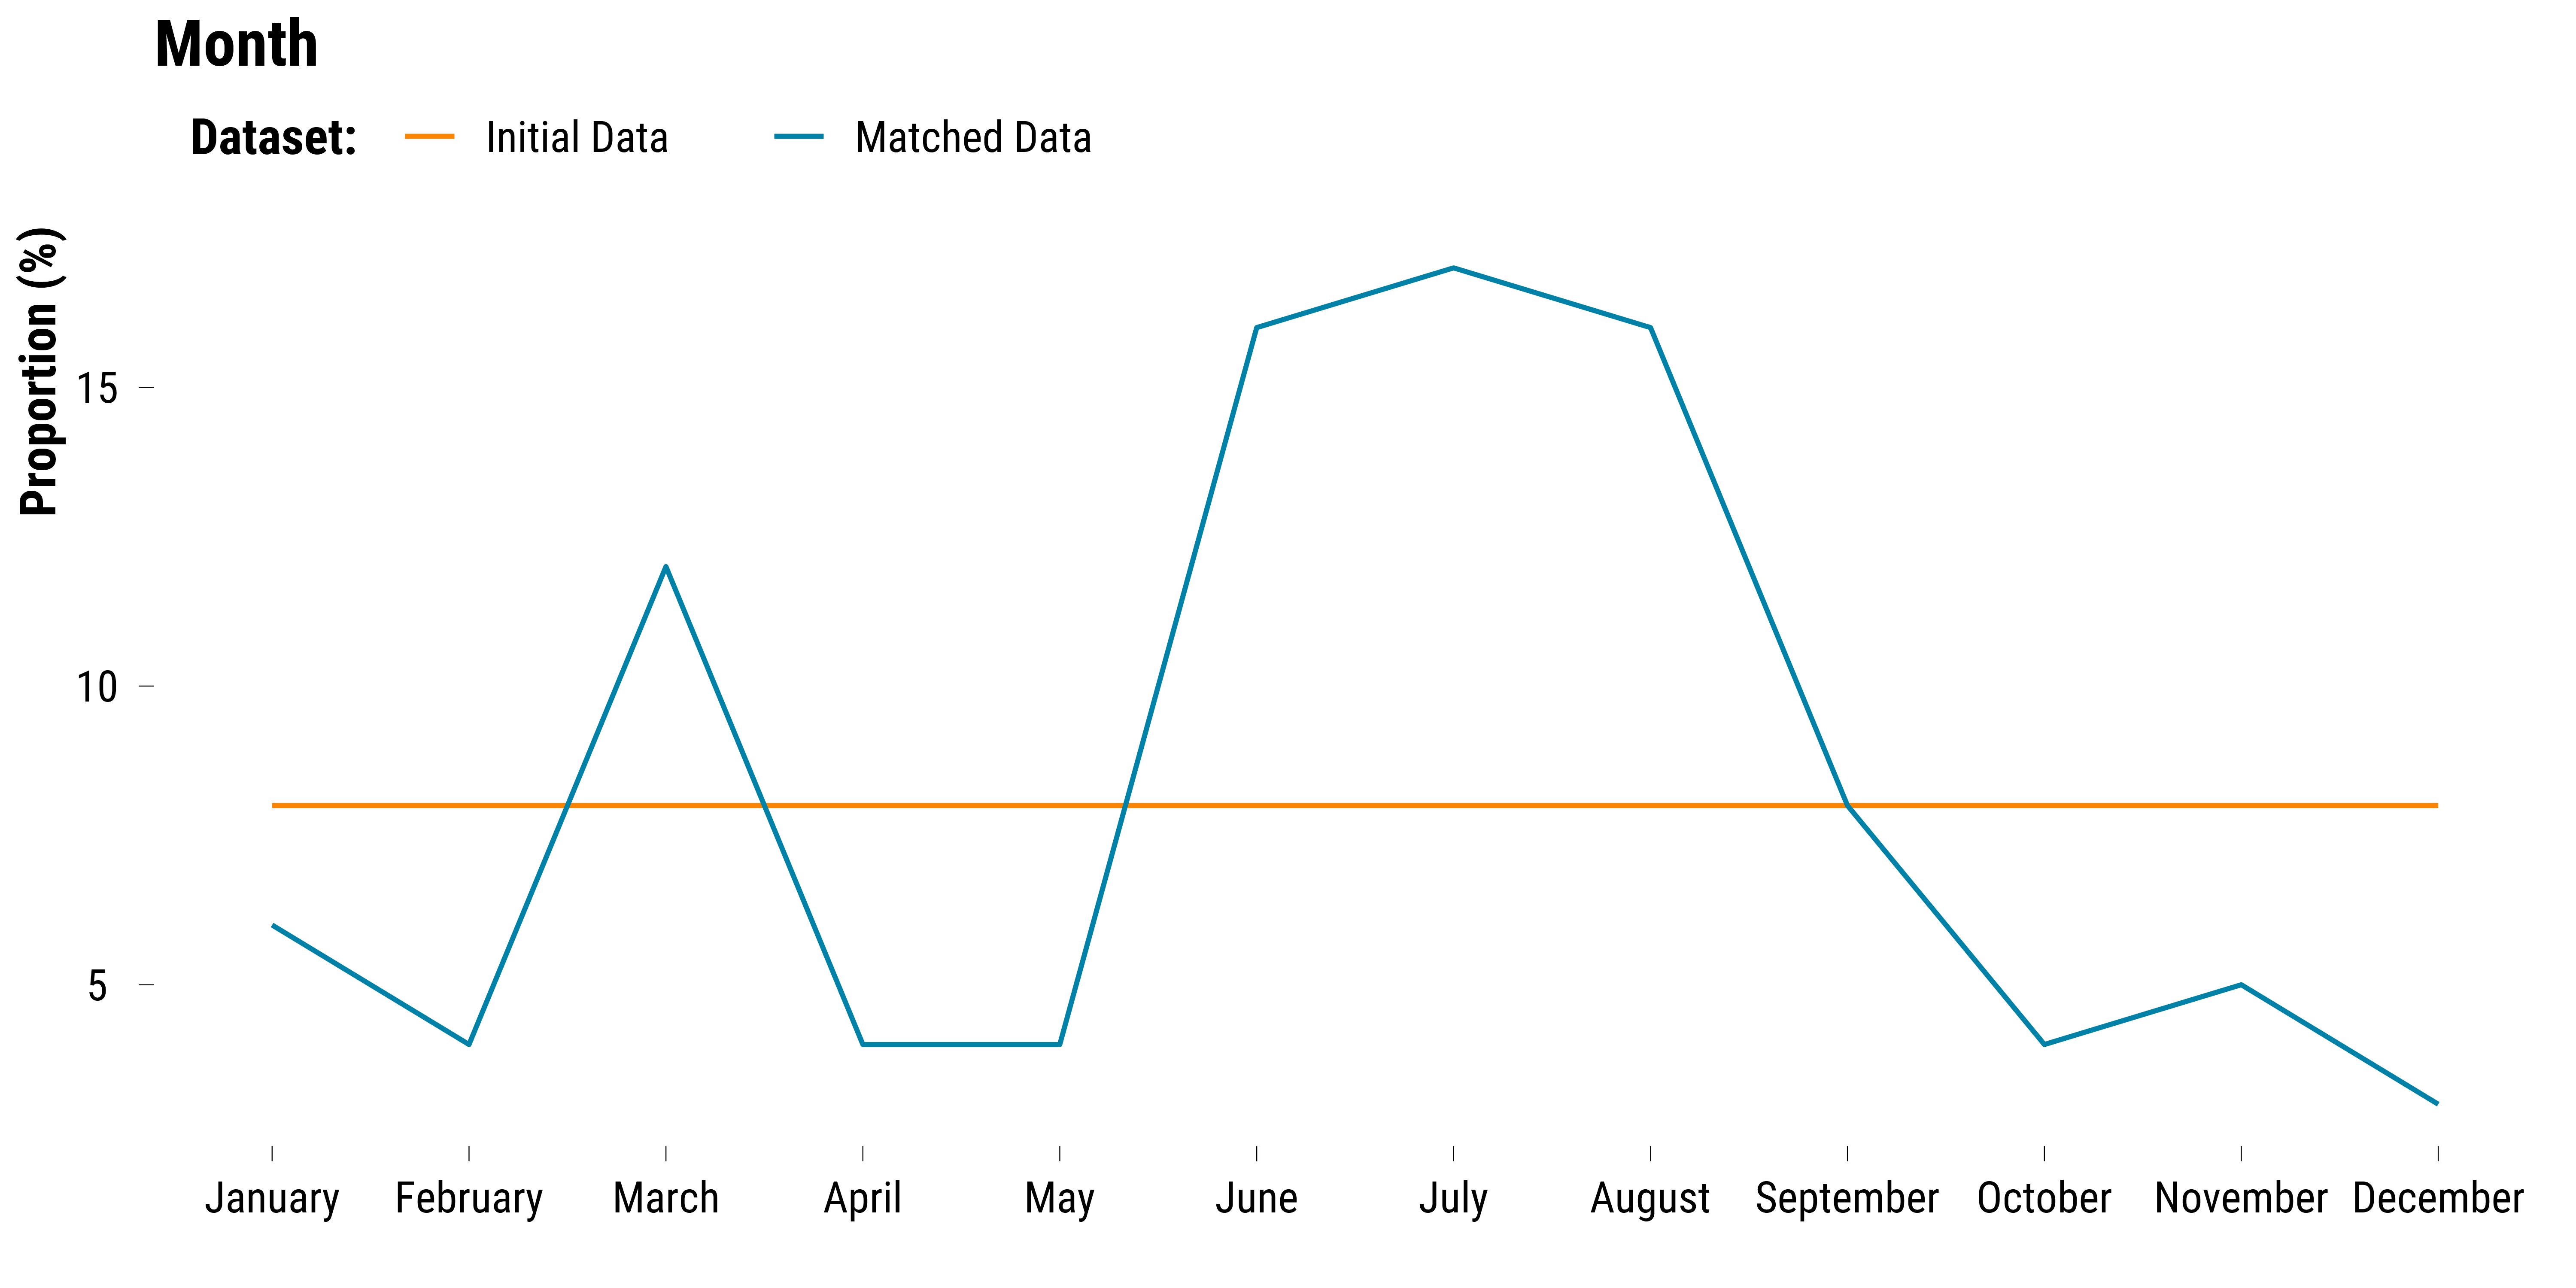 Month
Dataset: Initial Data Matched Data
Proportion (%)
15
10
5
January February March April May June July August September October November December